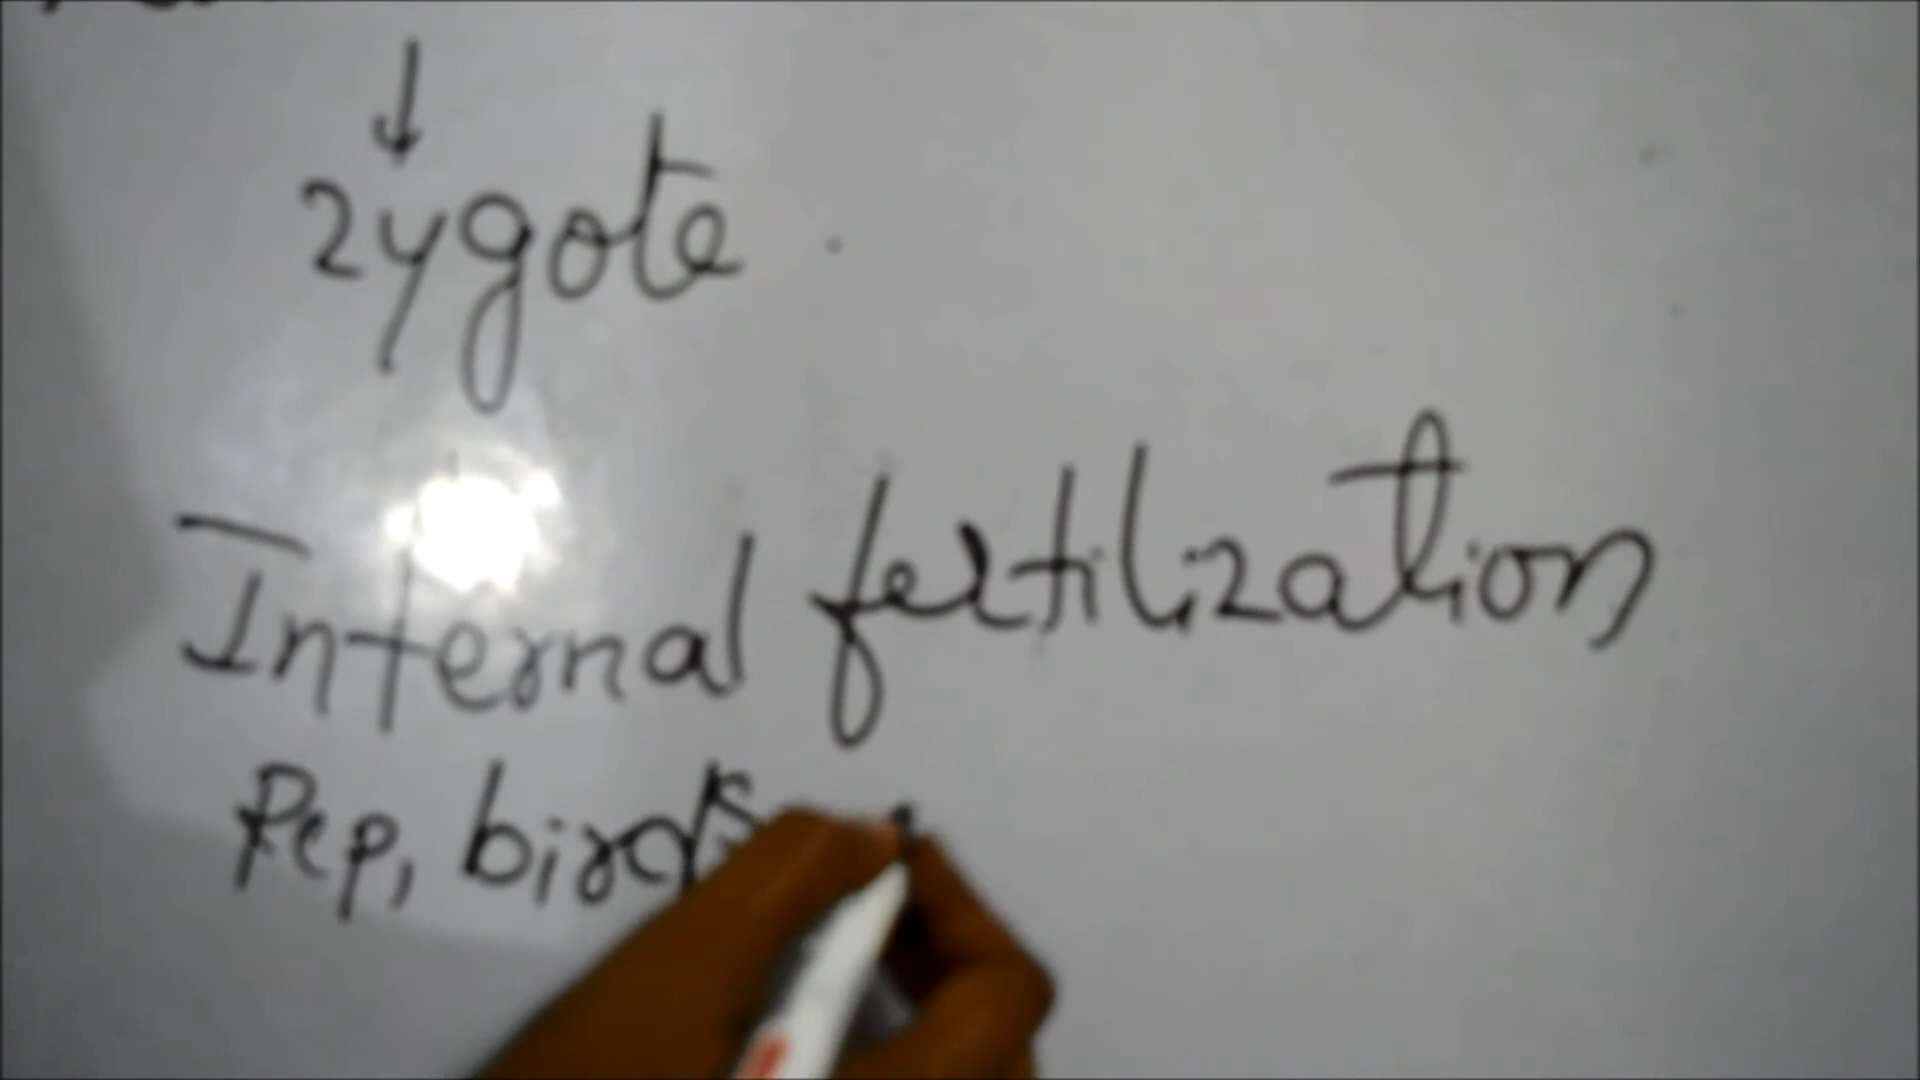 ↓
zygote
Internal fertilization
Rep, birds